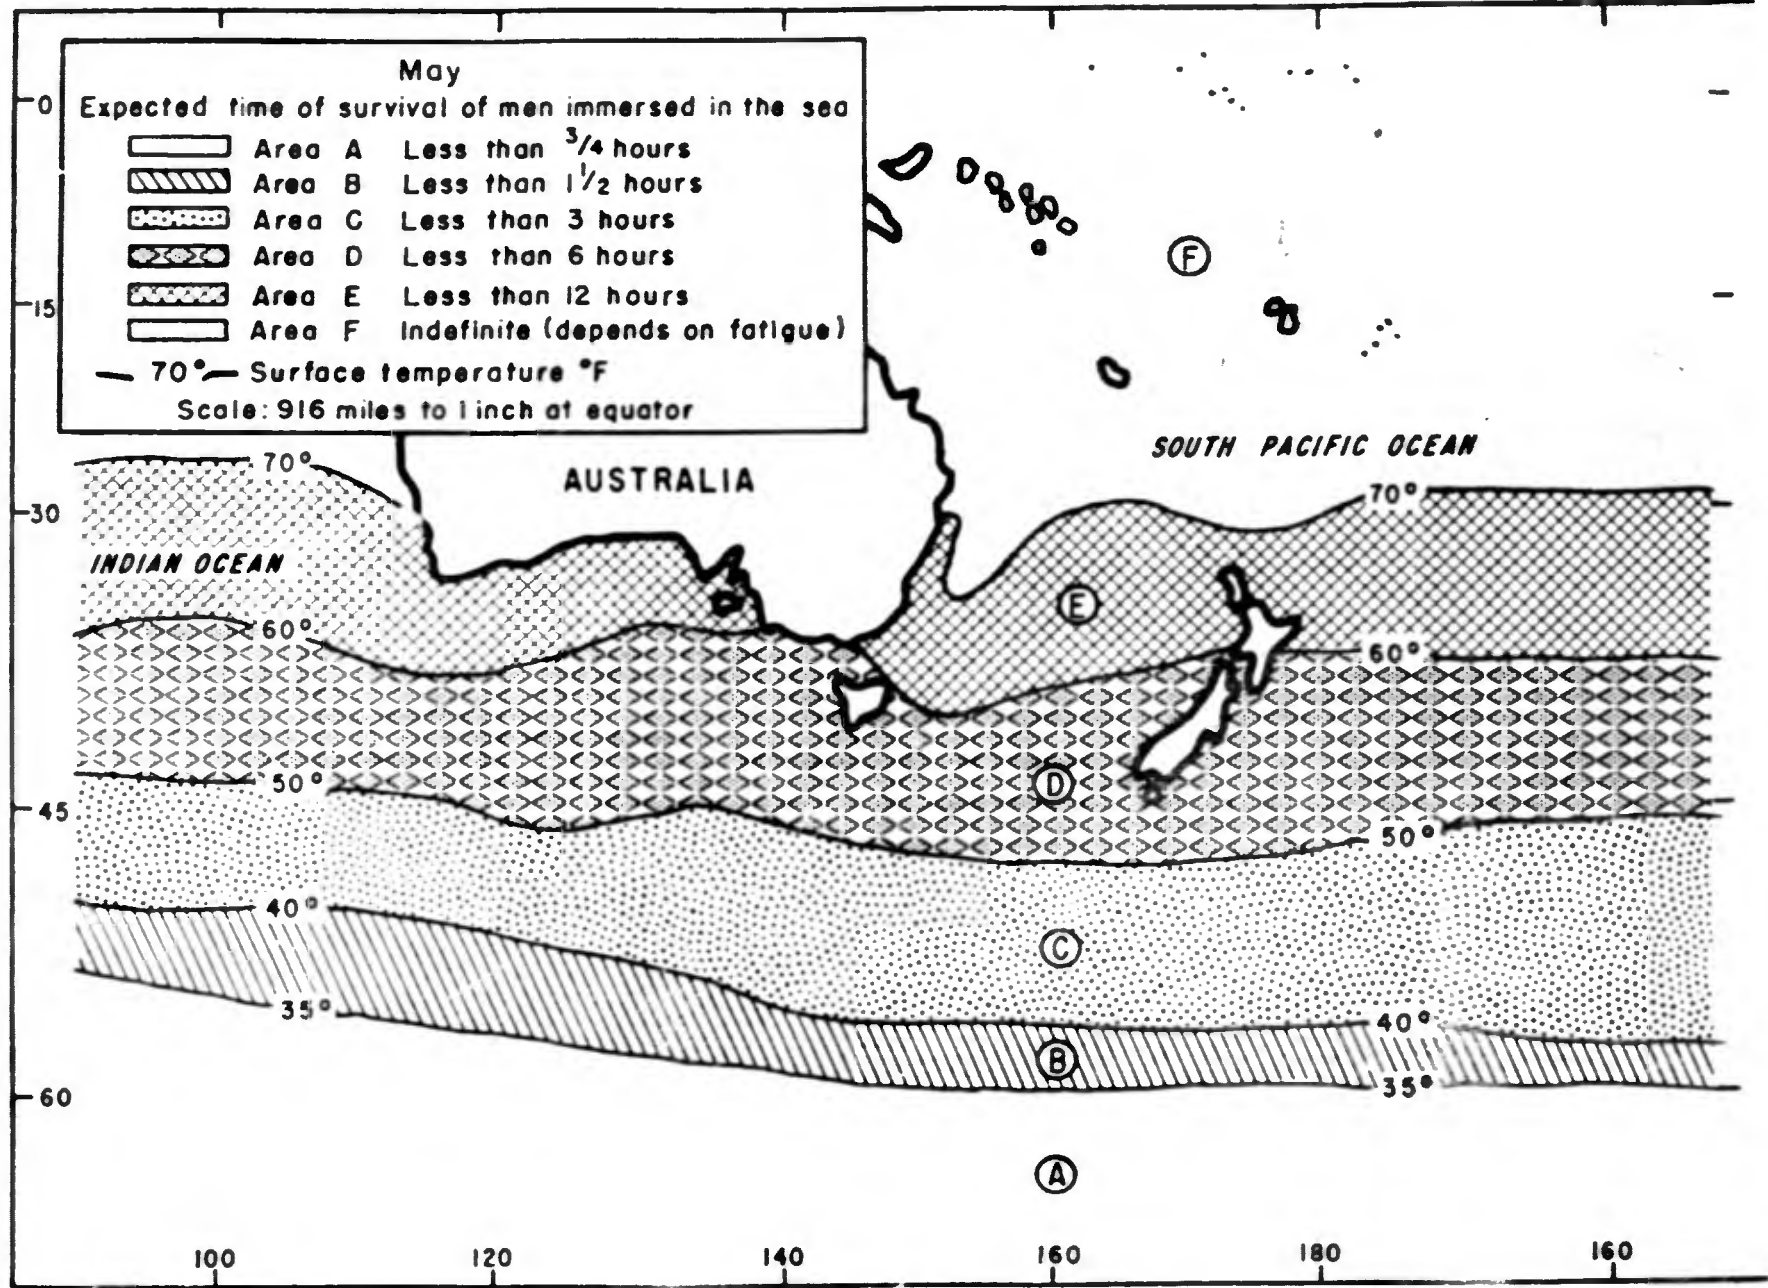 May
Expected time of survival of men immersed in the sea
Area A Less than 3/4 hours
Area B Less than 1 1/2 hours
Area C Less than 3 hours
Area D Less than 6 hours
Area E Less than 12 hours
Area F Indefinite (depends on fatigue)
70° Surface temperature °F
Scale: 916 miles to 1 inch at equator
0
15
30
45
60
F
SOUTH PACIFIC OCEAN
70°
AUSTRALIA
70°
INDIAN OCEAN
E
60°
60°
50°
D
50°
40°
C
35°
40°
B
35°
A
100
120
140
160
180
160